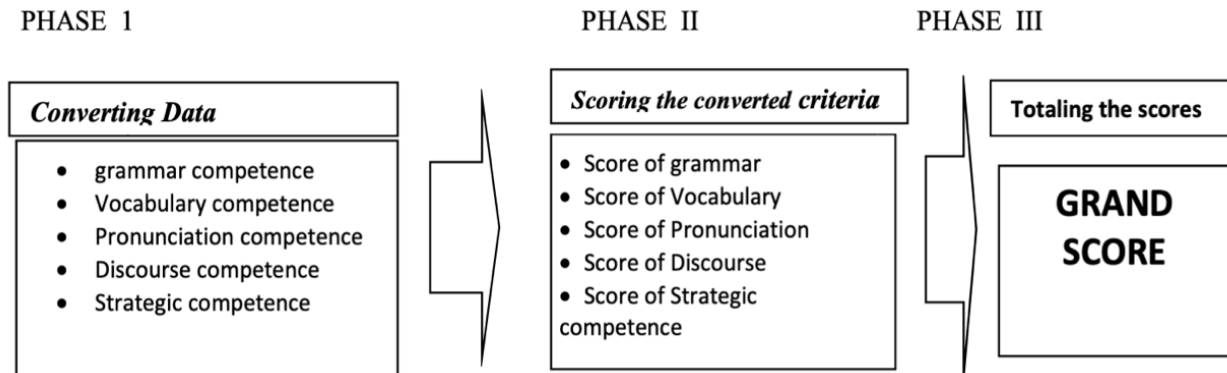 PHASE 1
PHASE II
PHASE III
Converting Data
• grammar competence
• Vocabulary competence
• Pronunciation competence
• Discourse competence
• Strategic competence
Scoring the converted criteria
• Score of grammar
• Score of Vocabulary
• Score of Pronunciation
• Score of Discourse
• Score of Strategic
competence
Totaling the scores
GRAND
SCORE